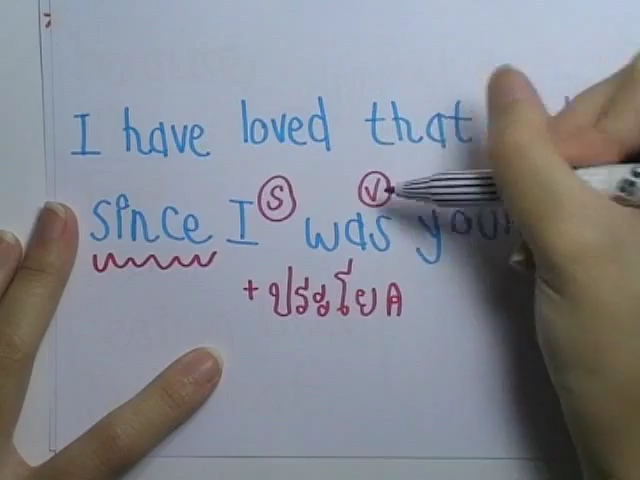 I have loved that
S V
since I was
+ ประโยค